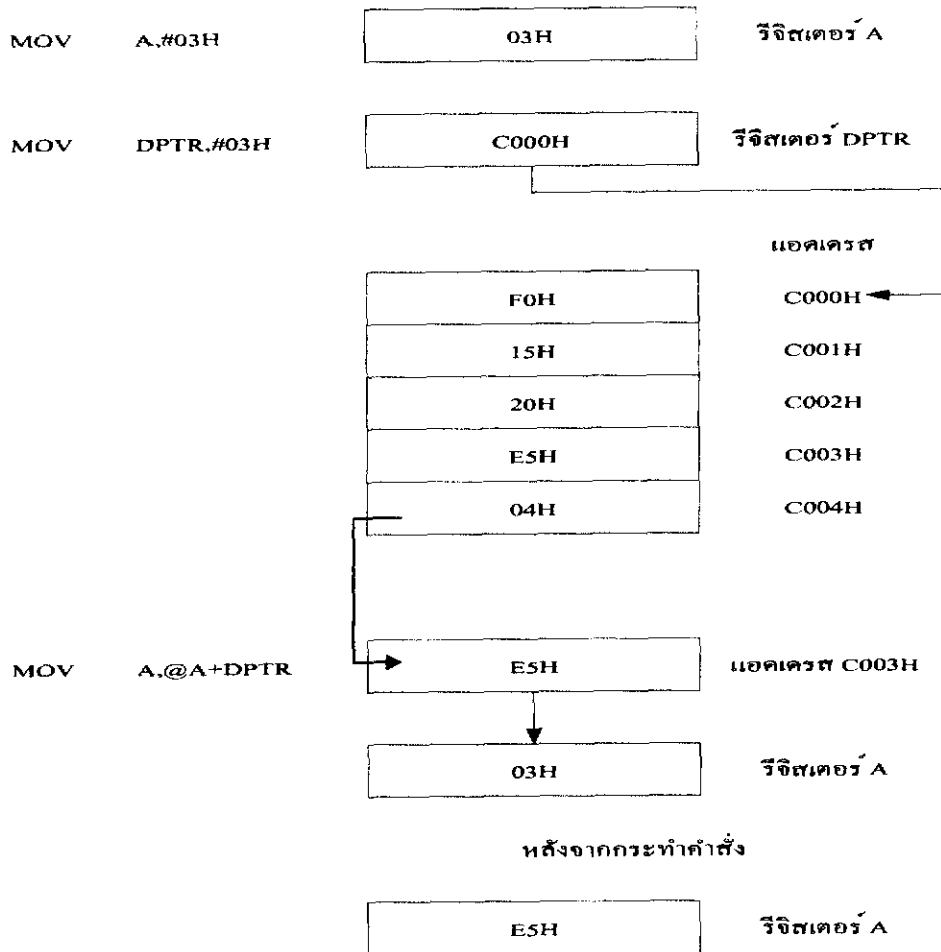 MOV A,#03H 03H รีจิสเตอร์ A
MOV DPTR,#03H C000H รีจิสเตอร์ DPTR
แอดเดรส
F0H C000H
15H C001H
20H C002H
E5H C003H
04H C004H
MOV A,@A+DPTR E5H แอดเดรส C003H
03H รีจิสเตอร์ A
หลังจากกระทำคำสั่ง
E5H รีจิสเตอร์ A